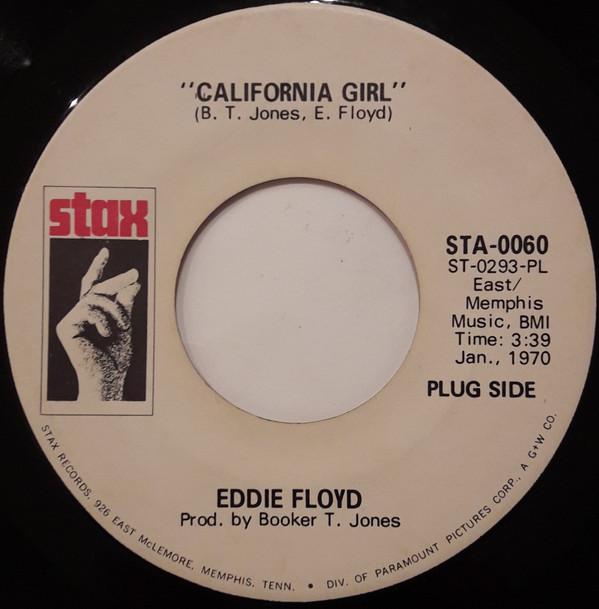 "CALIFORNIA GIRL"
(B. T. Jones, E. Floyd)
stax
STA-0060
ST-0293-PL
East/
Memphis
Music, BMI
Time: 3:39
Jan., 1970
PLUG SIDE
EDDIE FLOYD
Prod. by Booker T. Jones
STAX RECORDS, 926 EAST McLEMORE, MEMPHIS, TENN. • DIV. OF PARAMOUNT PICTURES CORP., A G+W CO.